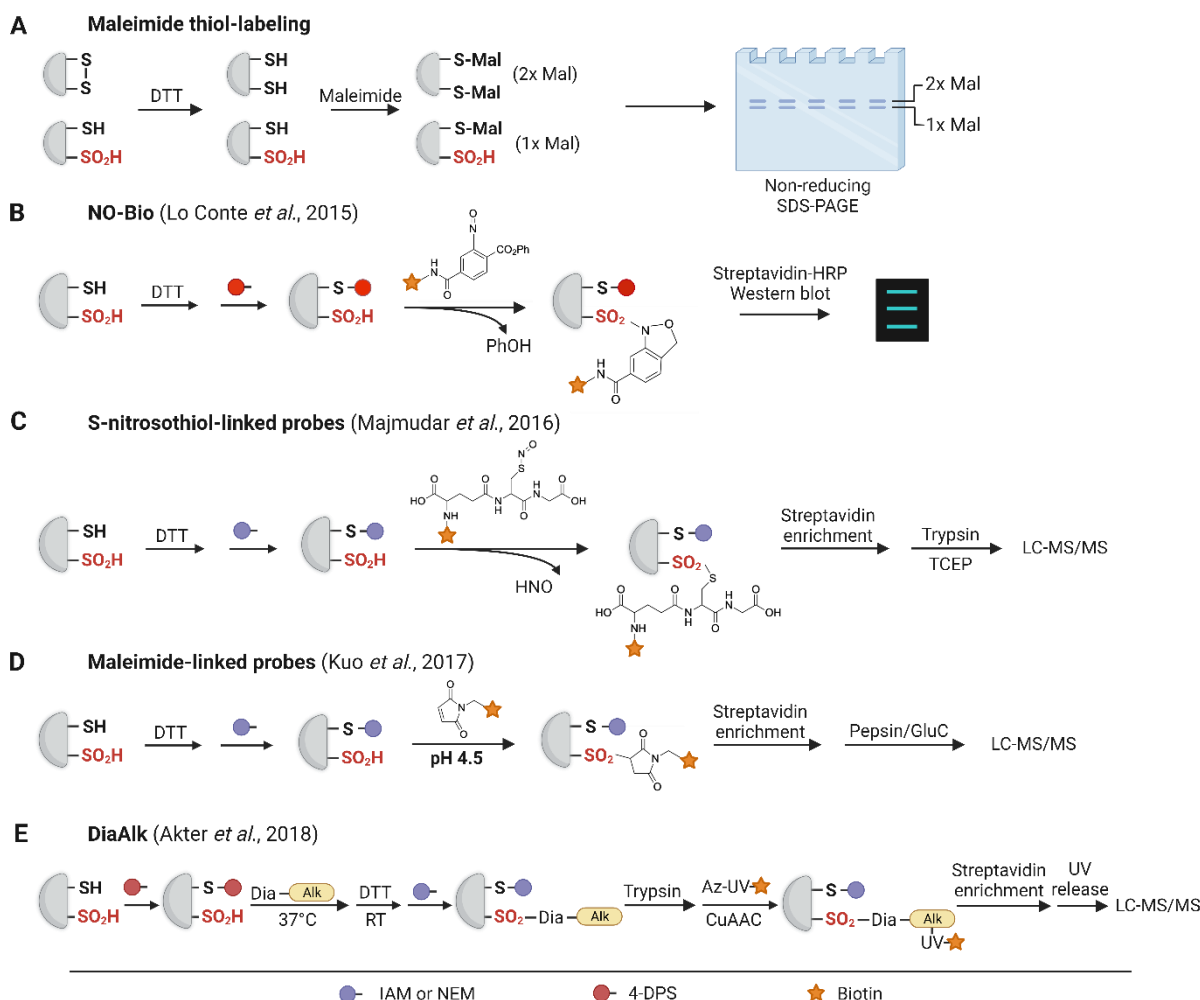 A Maleimide thiol-labeling
S
S
DTT
SH
SH
Maleimide
S-Mal
S-Mal
(2x Mal)
SH
SO₂H
SH
SO₂H
S-Mal
SO₂H
(1x Mal)
2x Mal
1x Mal
Non-reducing
SDS-PAGE
B NO-Bio (Lo Conte et al., 2015)
SH
SO₂H
DTT
S
SO₂H
O
N
CO₂Ph
H
N
O
PhOH
S
SO₂
N
O
H
N
O
Streptavidin-HRP
Western blot
C S-nitrosothiol-linked probes (Majmudar et al., 2016)
SH
SO₂H
DTT
S
SO₂H
O
N
S
O
HO
NH
O
N
H
O
H
N
O
OH
HNO
S
SO₂
S
O
HO
NH
O
N
H
O
H
N
O
OH
Streptavidin
enrichment
Trypsin
TCEP
LC-MS/MS
D Maleimide-linked probes (Kuo et al., 2017)
SH
SO₂H
DTT
S
SO₂H
O
N
O
pH 4.5
S
SO₂
O
N
O
Streptavidin
enrichment
Pepsin/GluC
LC-MS/MS
E DiaAlk (Akter et al., 2018)
SH
SO₂H
S
SO₂H
Dia Alk
37°C
DTT
RT
S
SO₂ Dia Alk
Trypsin
Az-UV
CuAAC
S
SO₂ Dia Alk
UV
Streptavidin
enrichment
UV
release
LC-MS/MS
IAM or NEM
4-DPS
Biotin